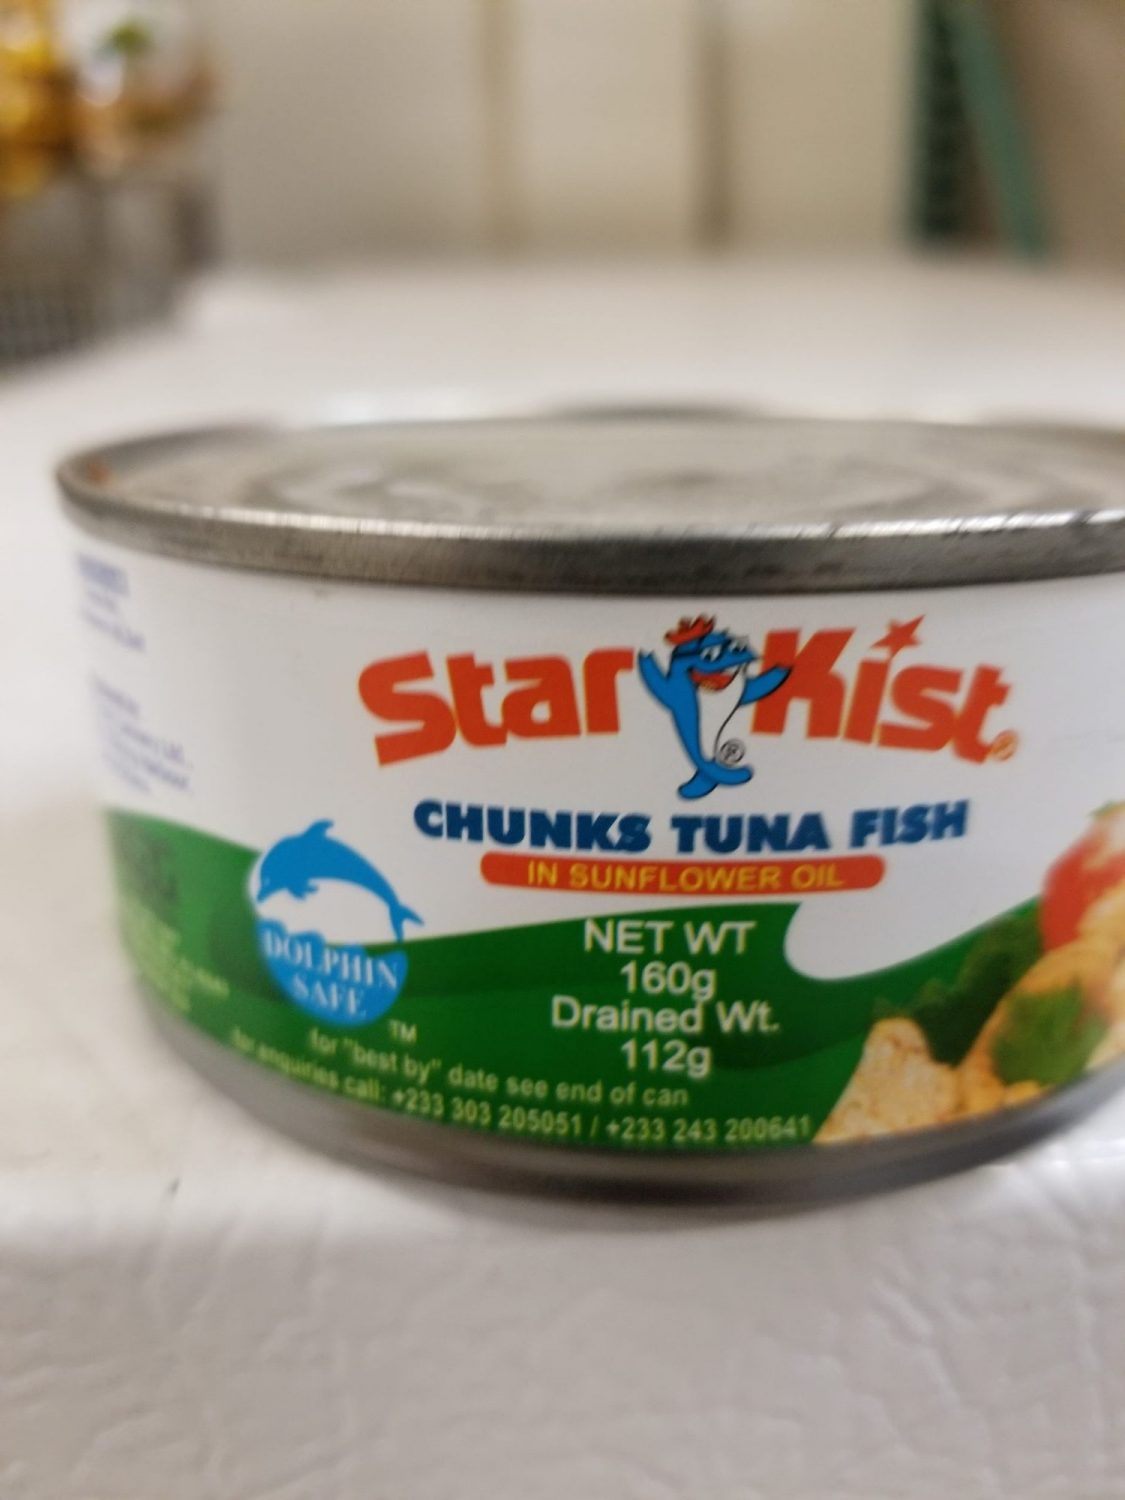 StarKist®
CHUNKS TUNA FISH
IN SUNFLOWER OIL
NET WT
160g
Drained Wt.
112g
DOLPHIN
SAFE
TM
for "best by" date see end of can
for enquiries call: +233 303 205051 / +233 243 200641